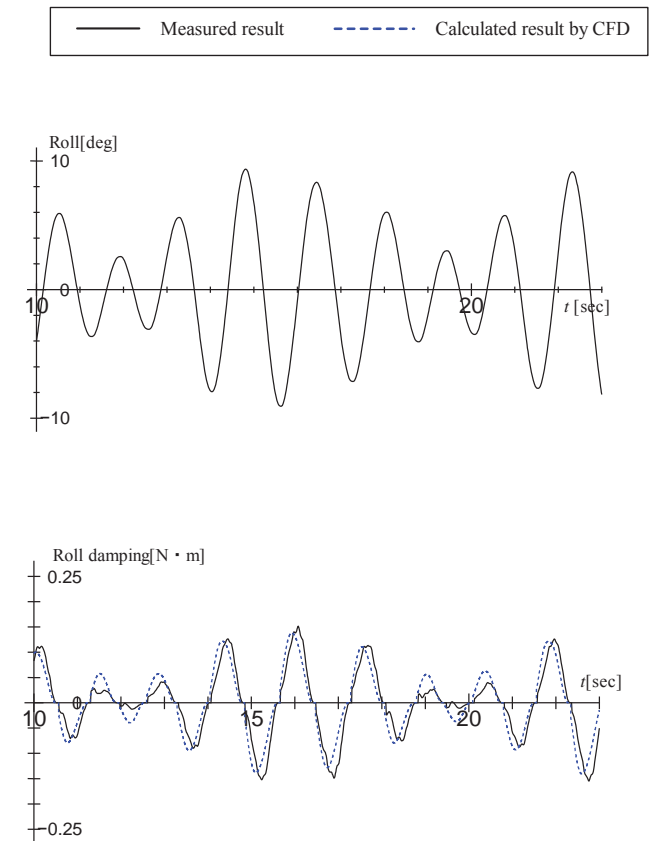 Measured result
Calculated result by CFD
Roll[deg]
10
0
10
20
t [sec]
−10
Roll damping[N・m]
0.25
t[sec]
0
10
15
20
−0.25